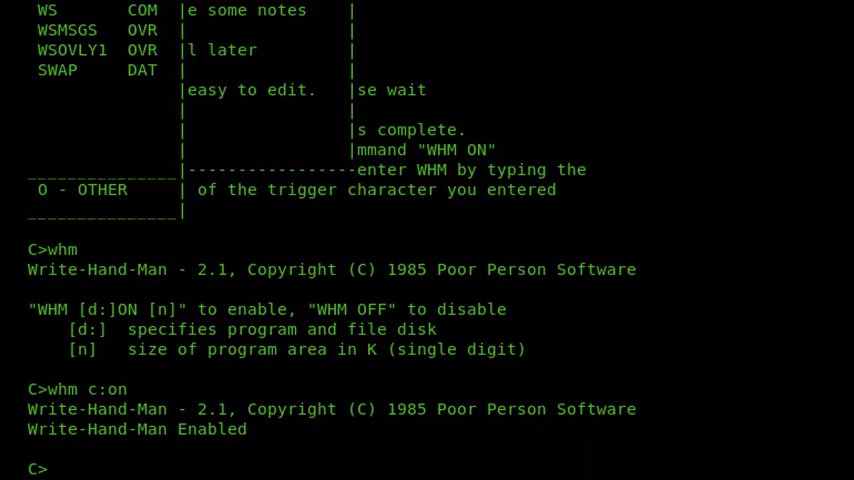 WS       COM |e some notes    |
WSMSGS   OVR |                |
WSOVLY1  OVR |l later         |
SWAP     DAT |                |
|easy to edit.   |se wait
|                |
|                |s complete.
|                |mmand "WHM ON"
_______________|-----------------enter WHM by typing the
O - OTHER     | of the trigger character you entered
_______________|
C>whm
Write-Hand-Man - 2.1, Copyright (C) 1985 Poor Person Software
"WHM [d:]ON [n]" to enable, "WHM OFF" to disable
[d:]  specifies program and file disk
[n]   size of program area in K (single digit)
C>whm c:on
Write-Hand-Man - 2.1, Copyright (C) 1985 Poor Person Software
Write-Hand-Man Enabled
C>